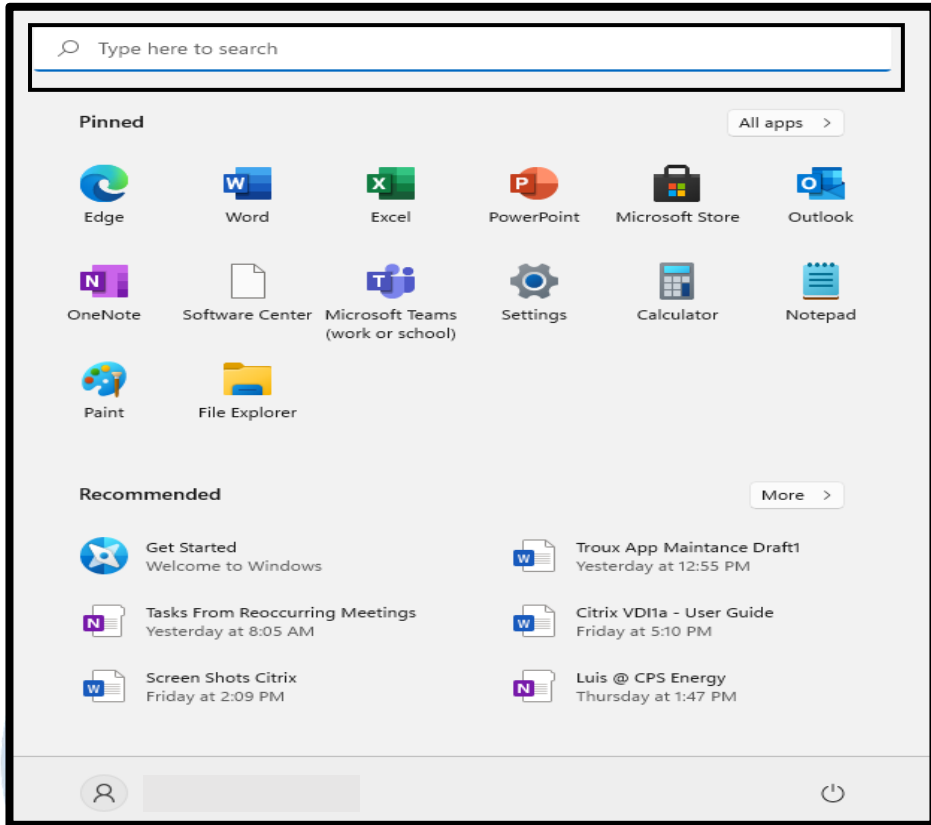 Type here to search
Pinned
All apps >
Edge
Word
Excel
PowerPoint
Microsoft Store
Outlook
OneNote
Software Center
Microsoft Teams
(work or school)
Settings
Calculator
Notepad
Paint
File Explorer
Recommended
More >
Get Started
Welcome to Windows
Troux App Maintance Draft1
Yesterday at 12:55 PM
Tasks From Reoccurring Meetings
Yesterday at 8:05 AM
Citrix VDI1a - User Guide
Friday at 5:10 PM
Screen Shots Citrix
Friday at 2:09 PM
Luis @ CPS Energy
Thursday at 1:47 PM